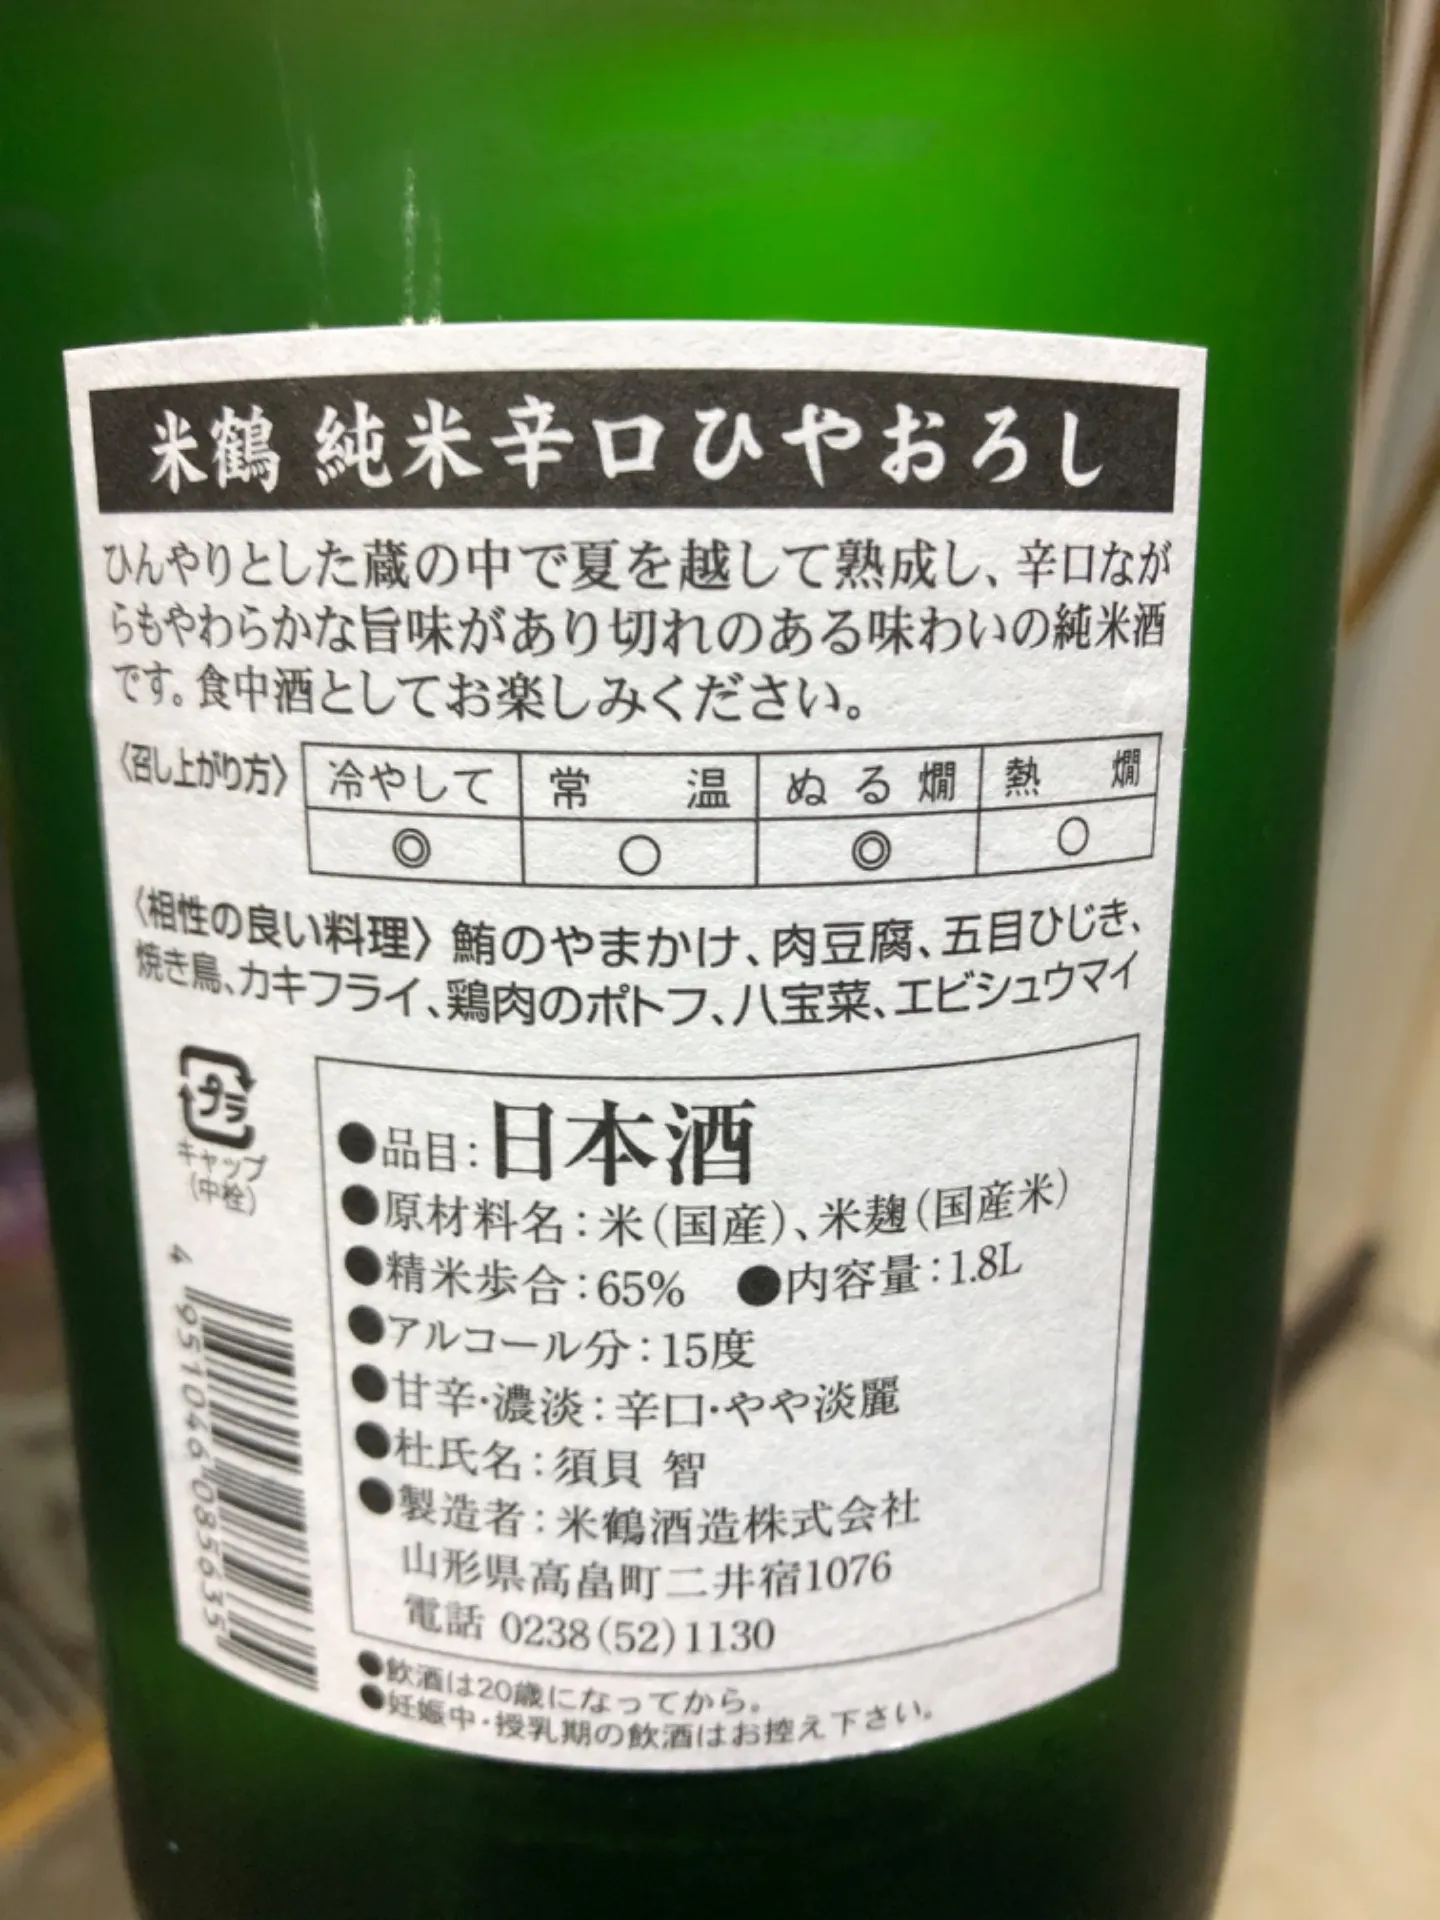 米鶴 純米辛口ひやおろし
ひんやりとした蔵の中で夏を越して熟成し、辛口なが
らもやわらかな旨味があり切れのある味わいの純米酒
です。食中酒としてお楽しみください。
〈召し上がり方〉 冷やして 常温 ぬる燗 熱燗
◎ ○ ◎ ○
〈相性の良い料理〉鮪のやまかけ、肉豆腐、五目ひじき、
焼き鳥、カキフライ、鶏肉のポトフ、八宝菜、エビシュウマイ
プラ
キャップ
(中栓)
●品目:日本酒
●原材料名:米(国産)、米麹(国産米)
●精米歩合:65% ●内容量:1.8L
●アルコール分:15度
●甘辛・濃淡:辛口・やや淡麗
●杜氏名:須貝 智
●製造者:米鶴酒造株式会社
山形県高畠町二井宿1076
電話 0238(52)1130
4 951046 085635
●飲酒は20歳になってから。
●妊娠中・授乳期の飲酒はお控え下さい。